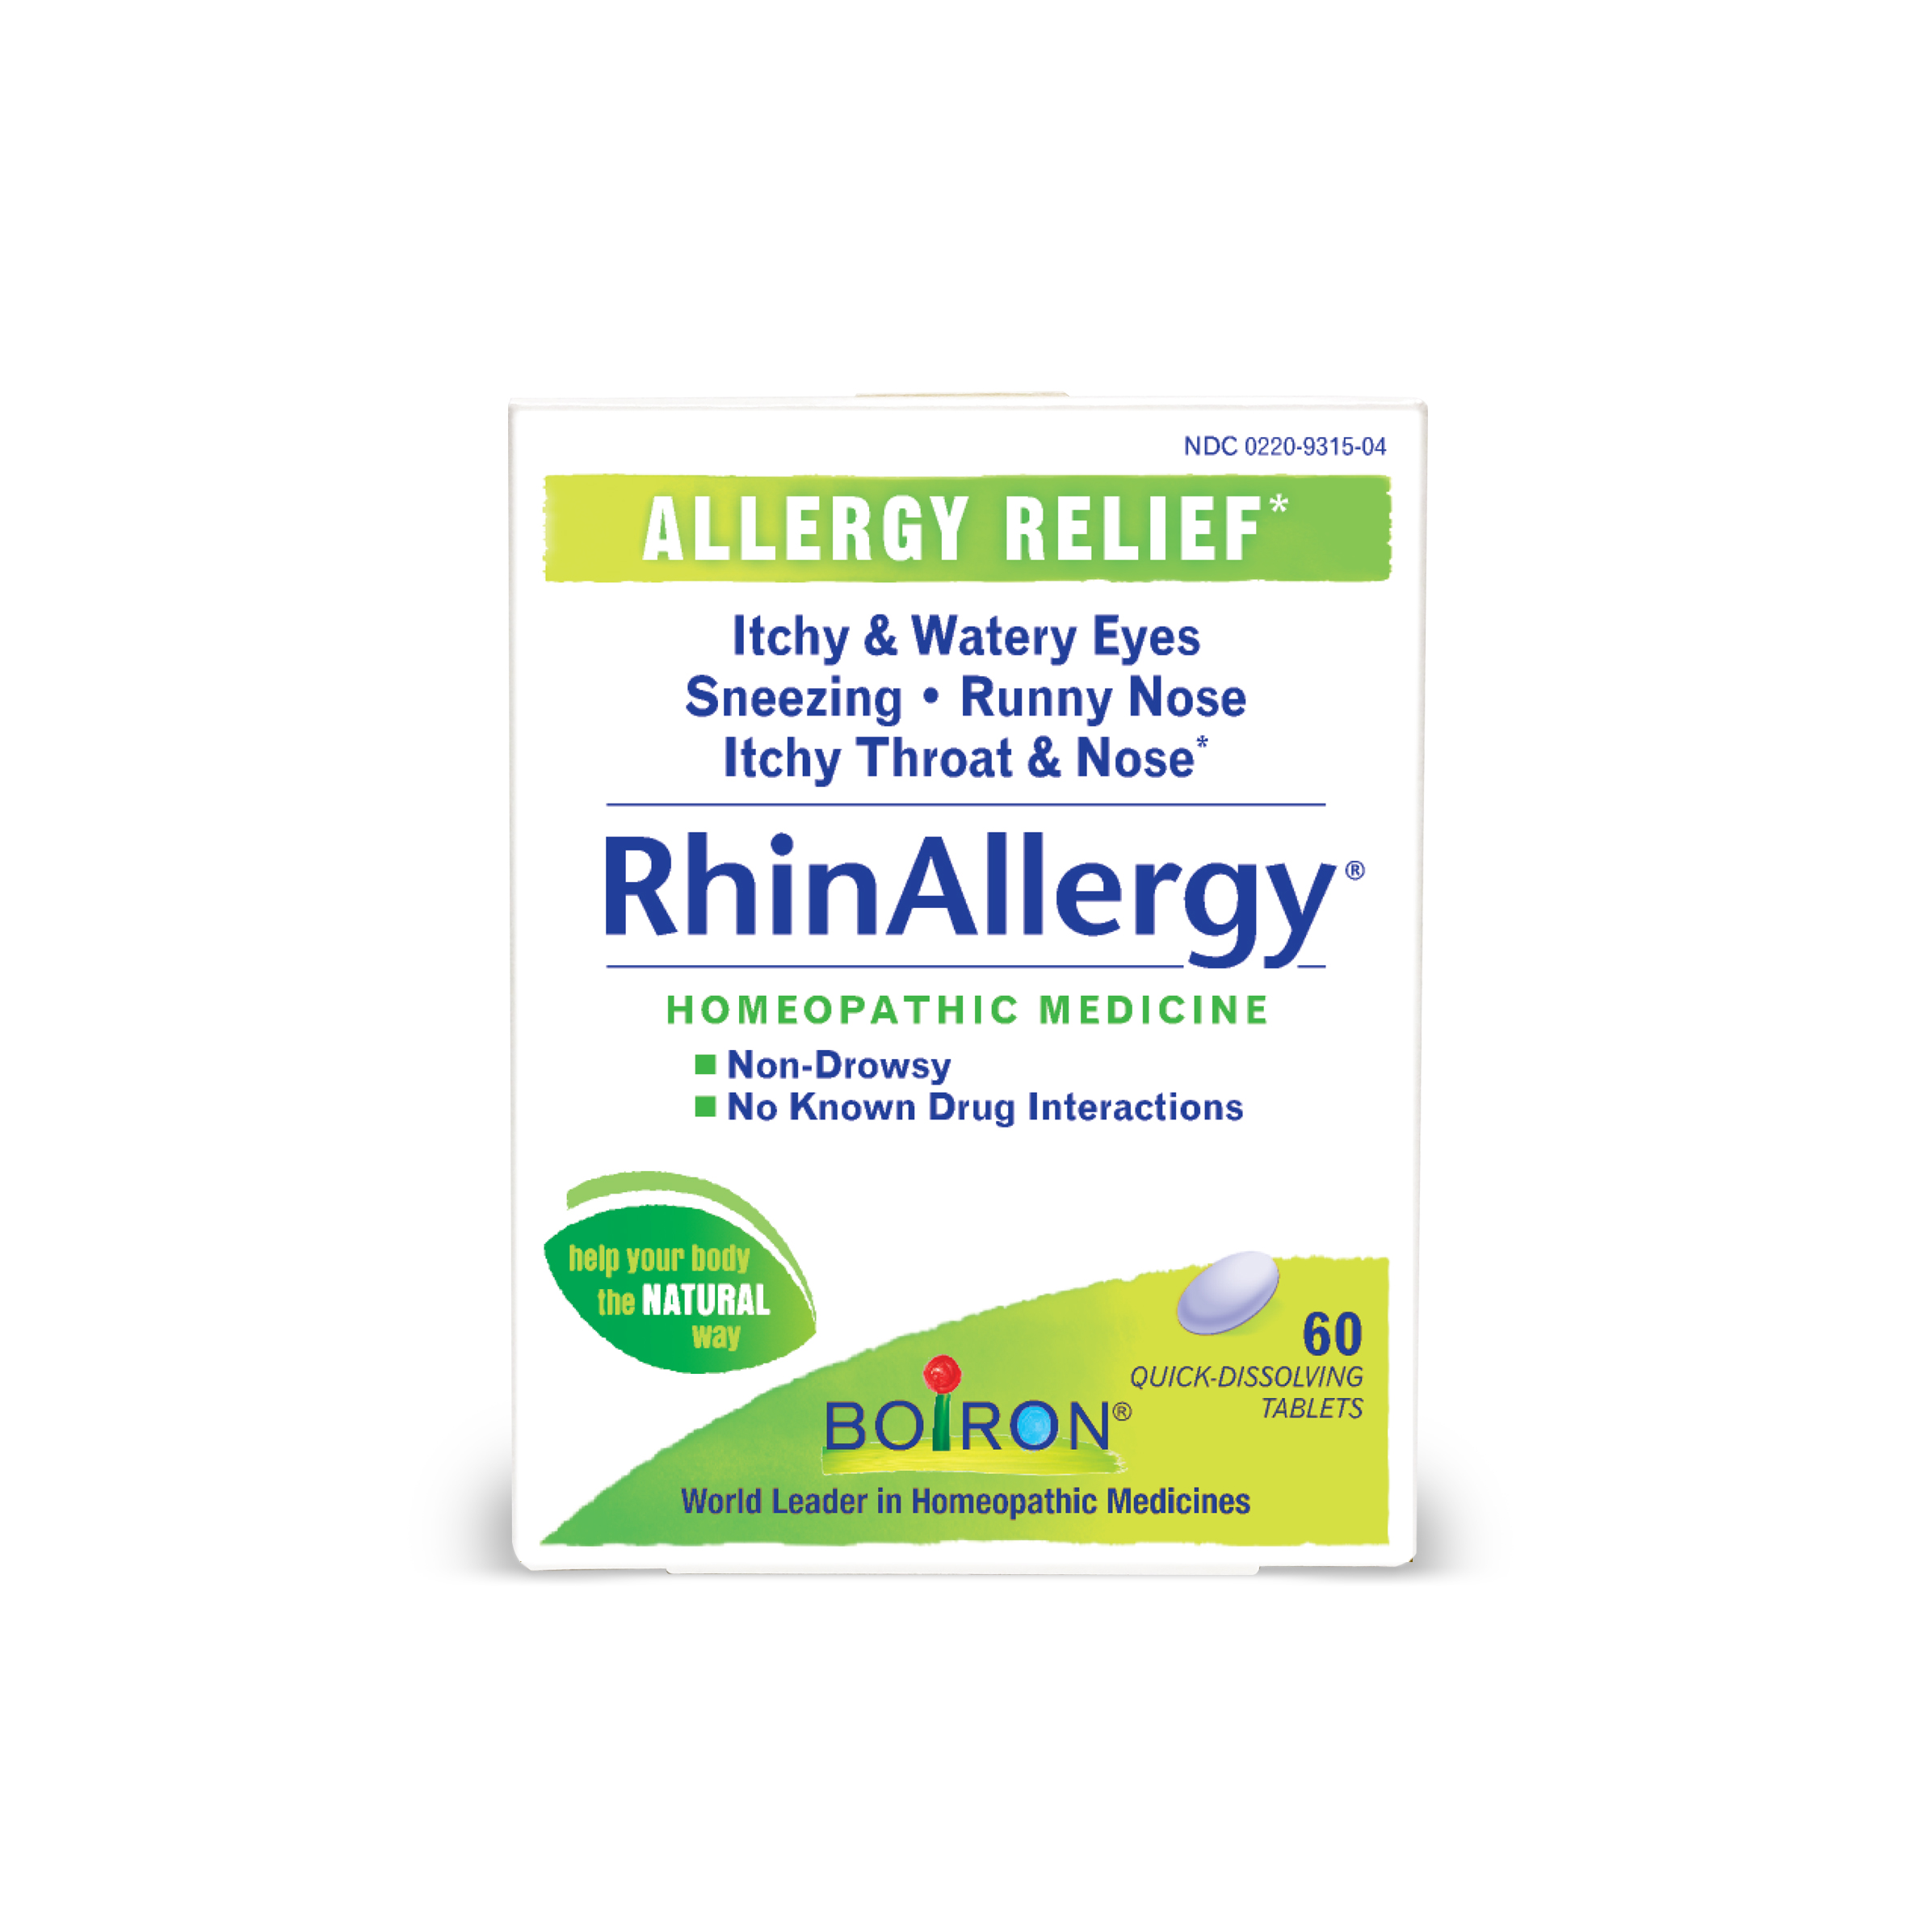 NDC 0220-9315-04
ALLERGY RELIEF*
Itchy & Watery Eyes
Sneezing • Runny Nose
Itchy Throat & Nose*
RhinAllergy®
HOMEOPATHIC MEDICINE
Non-Drowsy
No Known Drug Interactions
help your body
the NATURAL
way
60
QUICK-DISSOLVING
TABLETS
BOIRON®
World Leader in Homeopathic Medicines